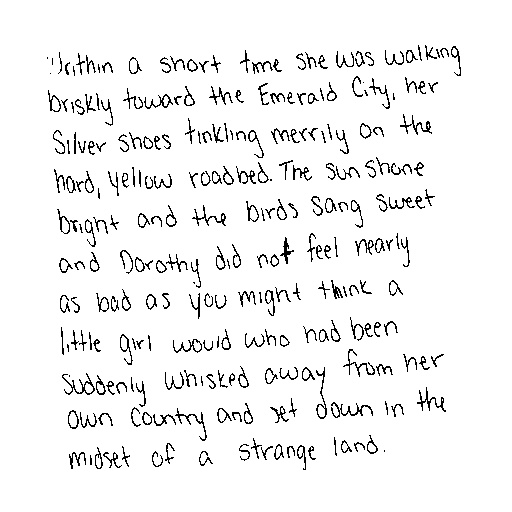 Within a short time she was walking
briskly toward the Emerald City, her
Silver Shoes tinkling merrily on the
hard, yellow roadbed. The sun shone
bright and the birds sang sweet
and Dorothy did not feel nearly
as bad as you might think a
little girl would who had been
suddenly whisked away from her
own country and set down in the
midset of a strange land.